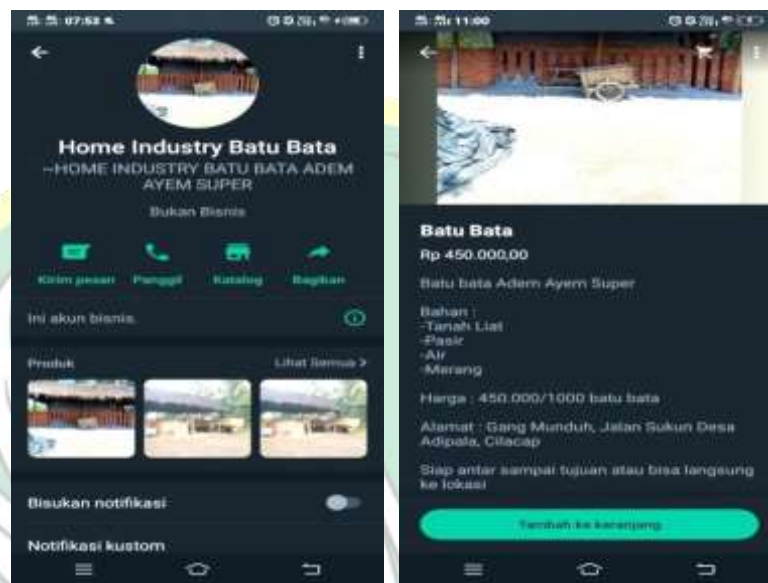 07:53
Home Industry Batu Bata
~HOME INDUSTRY BATU BATA ADEM
AYEM SUPER
Bukan Bisnis
Kirim pesan
Panggil
Katalog
Bagikan
Ini akun bisnis.
Produk
Lihat Semua >
Bisukan notifikasi
Notifikasi kustom
11:00
Batu Bata
Rp 450.000,00
Batu bata Adem Ayem Super
Bahan :
-Tanah Liat
-Pasir
-Air
-Merang
Harga : 450.000/1000 batu bata
Alamat : Gang Munduh, Jalan Sukun Desa
Adipala, Cilacap
Siap antar sampai tujuan atau bisa langsung
ke lokasi
Tambah ke keranjang